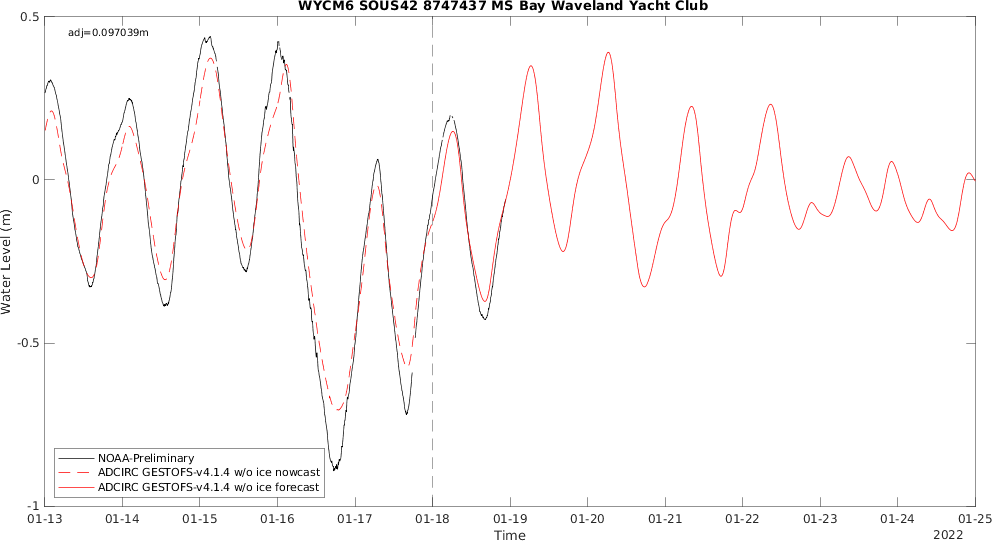 WYCM6 SOUS42 8747437 MS Bay Waveland Yacht Club
adj=0.097039m
0.5
0
-0.5
-1
Water Level (m)
NOAA-Preliminary
ADCIRC GESTOFS-v4.1.4 w/o ice nowcast
ADCIRC GESTOFS-v4.1.4 w/o ice forecast
01-13 01-14 01-15 01-16 01-17 01-18 01-19 01-20 01-21 01-22 01-23 01-24 01-25
Time
2022